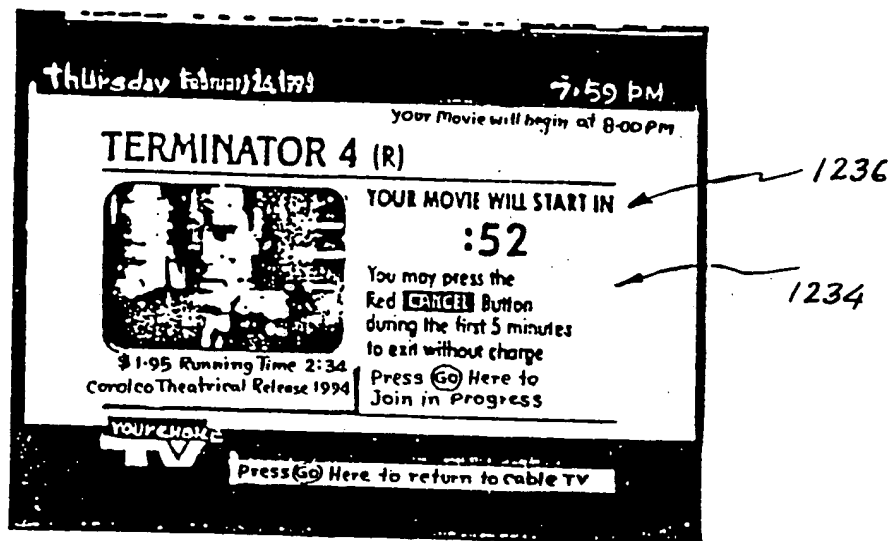 Thursday February
7:59 PM
your Movie will begin at 8:00 PM
TERMINATOR 4 (R)
YOUR MOVIE WILL START IN
1236
:52
You may press the
Red CANCEL Button
1234
during the first 5 minutes
to exit without charge
$1.95 Running Time 2:34
Carolco Theatrical Release 1994
Press GO Here to
Join in Progress
YOUR CHOICE
TV
Press GO Here to return to cable TV